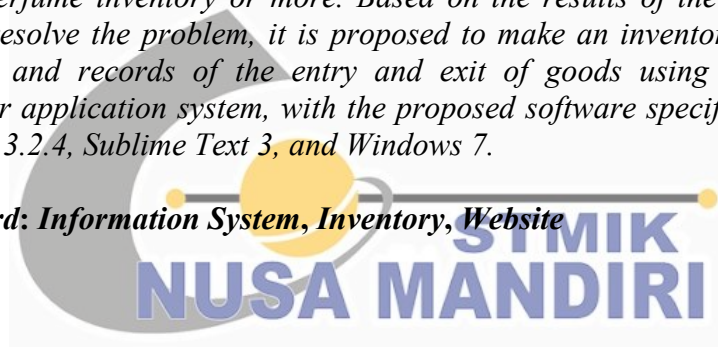 erfume inventory or more. Based on the results of the
esolve the problem, it is proposed to make an inventor
and records of the entry and exit of goods using
r application system, with the proposed software specif
3.2.4, Sublime Text 3, and Windows 7.
rd: Information System, Inventory, Website
STMIK
NUSA MANDIRI